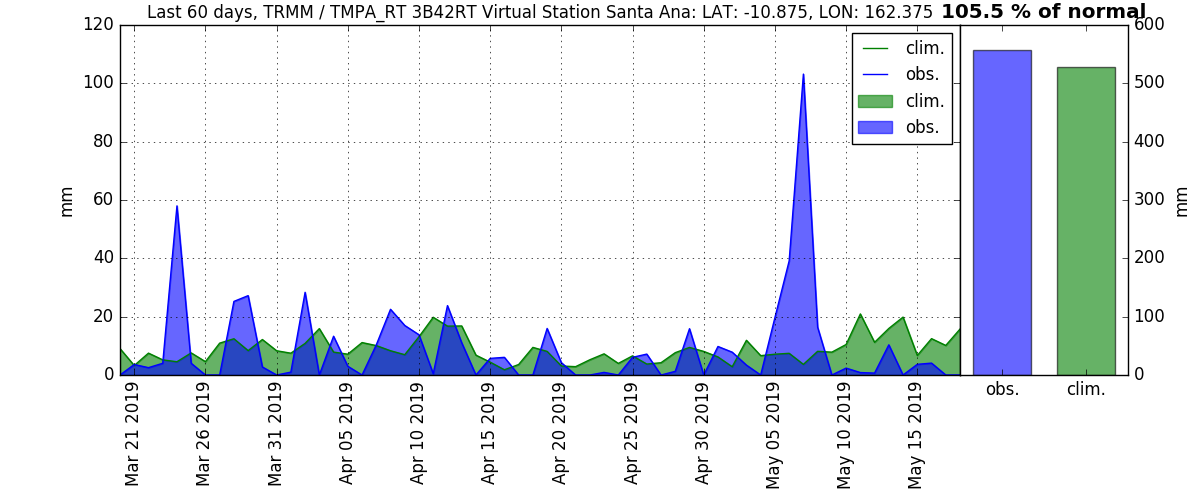 Last 60 days, TRMM / TMPA_RT 3B42RT Virtual Station Santa Ana: LAT: -10.875, LON: 162.375
105.5 % of normal
120
100
80
60
40
20
0
mm
clim.
obs.
clim.
obs.
600
500
400
300
200
100
0
mm
Mar 21 2019
Mar 26 2019
Mar 31 2019
Apr 05 2019
Apr 10 2019
Apr 15 2019
Apr 20 2019
Apr 25 2019
Apr 30 2019
May 05 2019
May 10 2019
May 15 2019
obs.
clim.